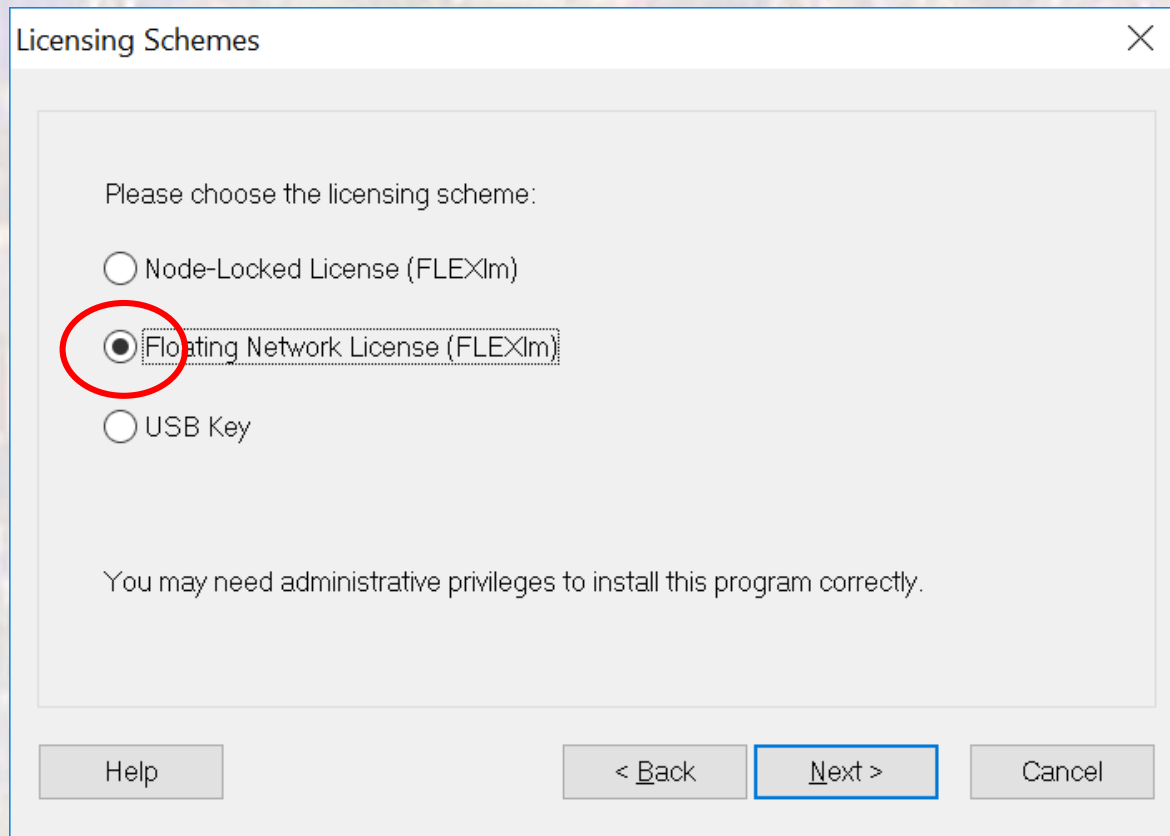 Licensing Schemes
Please choose the licensing scheme:
Node-Locked License (FLEXlm)
Floating Network License (FLEXlm)
USB Key
You may need administrative privileges to install this program correctly.
Help
< Back
Next >
Cancel